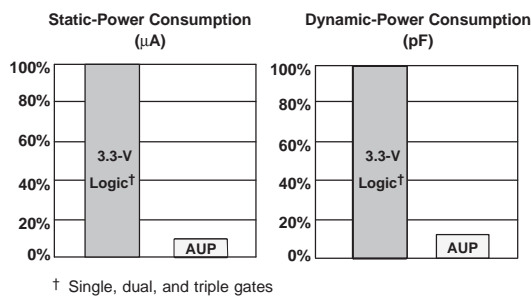 Static-Power Consumption
(μA)
100%
80%
60%
40%
20%
0%
3.3-V
Logic†
AUP
Dynamic-Power Consumption
(pF)
100%
80%
60%
40%
20%
0%
3.3-V
Logic†
AUP
† Single, dual, and triple gates